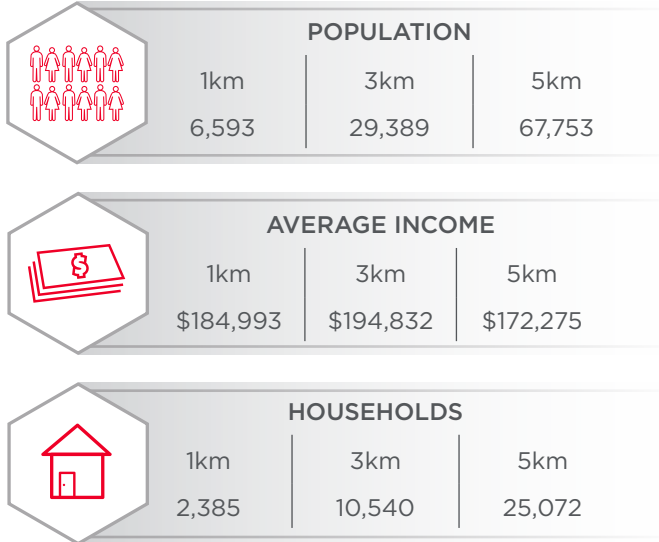 POPULATION
1km 3km 5km
6,593 29,389 67,753
$
AVERAGE INCOME
1km 3km 5km
$184,993 $194,832 $172,275
HOUSEHOLDS
1km 3km 5km
2,385 10,540 25,072